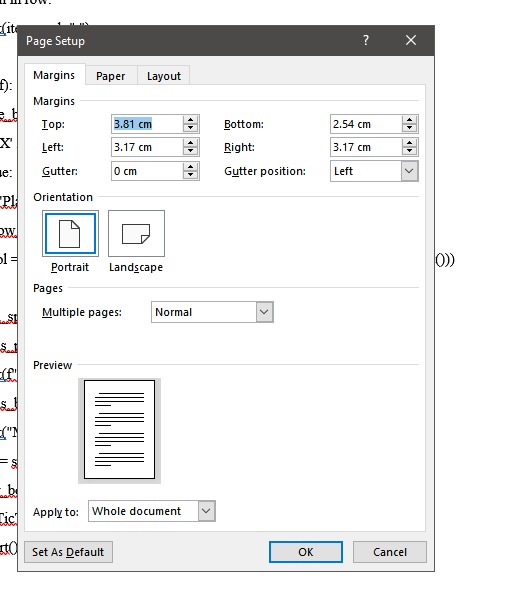 Page Setup
Margins Paper Layout
Margins
Top: 3.81 cm Bottom: 2.54 cm
Left: 3.17 cm Right: 3.17 cm
Gutter: 0 cm Gutter position: Left
Orientation
Portrait Landscape
Pages
Multiple pages: Normal
Preview
Apply to: Whole document
Set As Default OK Cancel